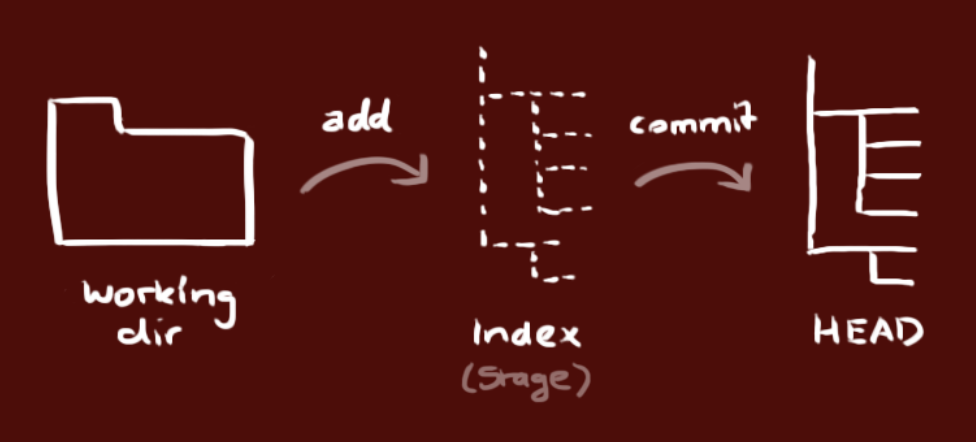 add
commit
working
dir
Index
(Stage)
HEAD